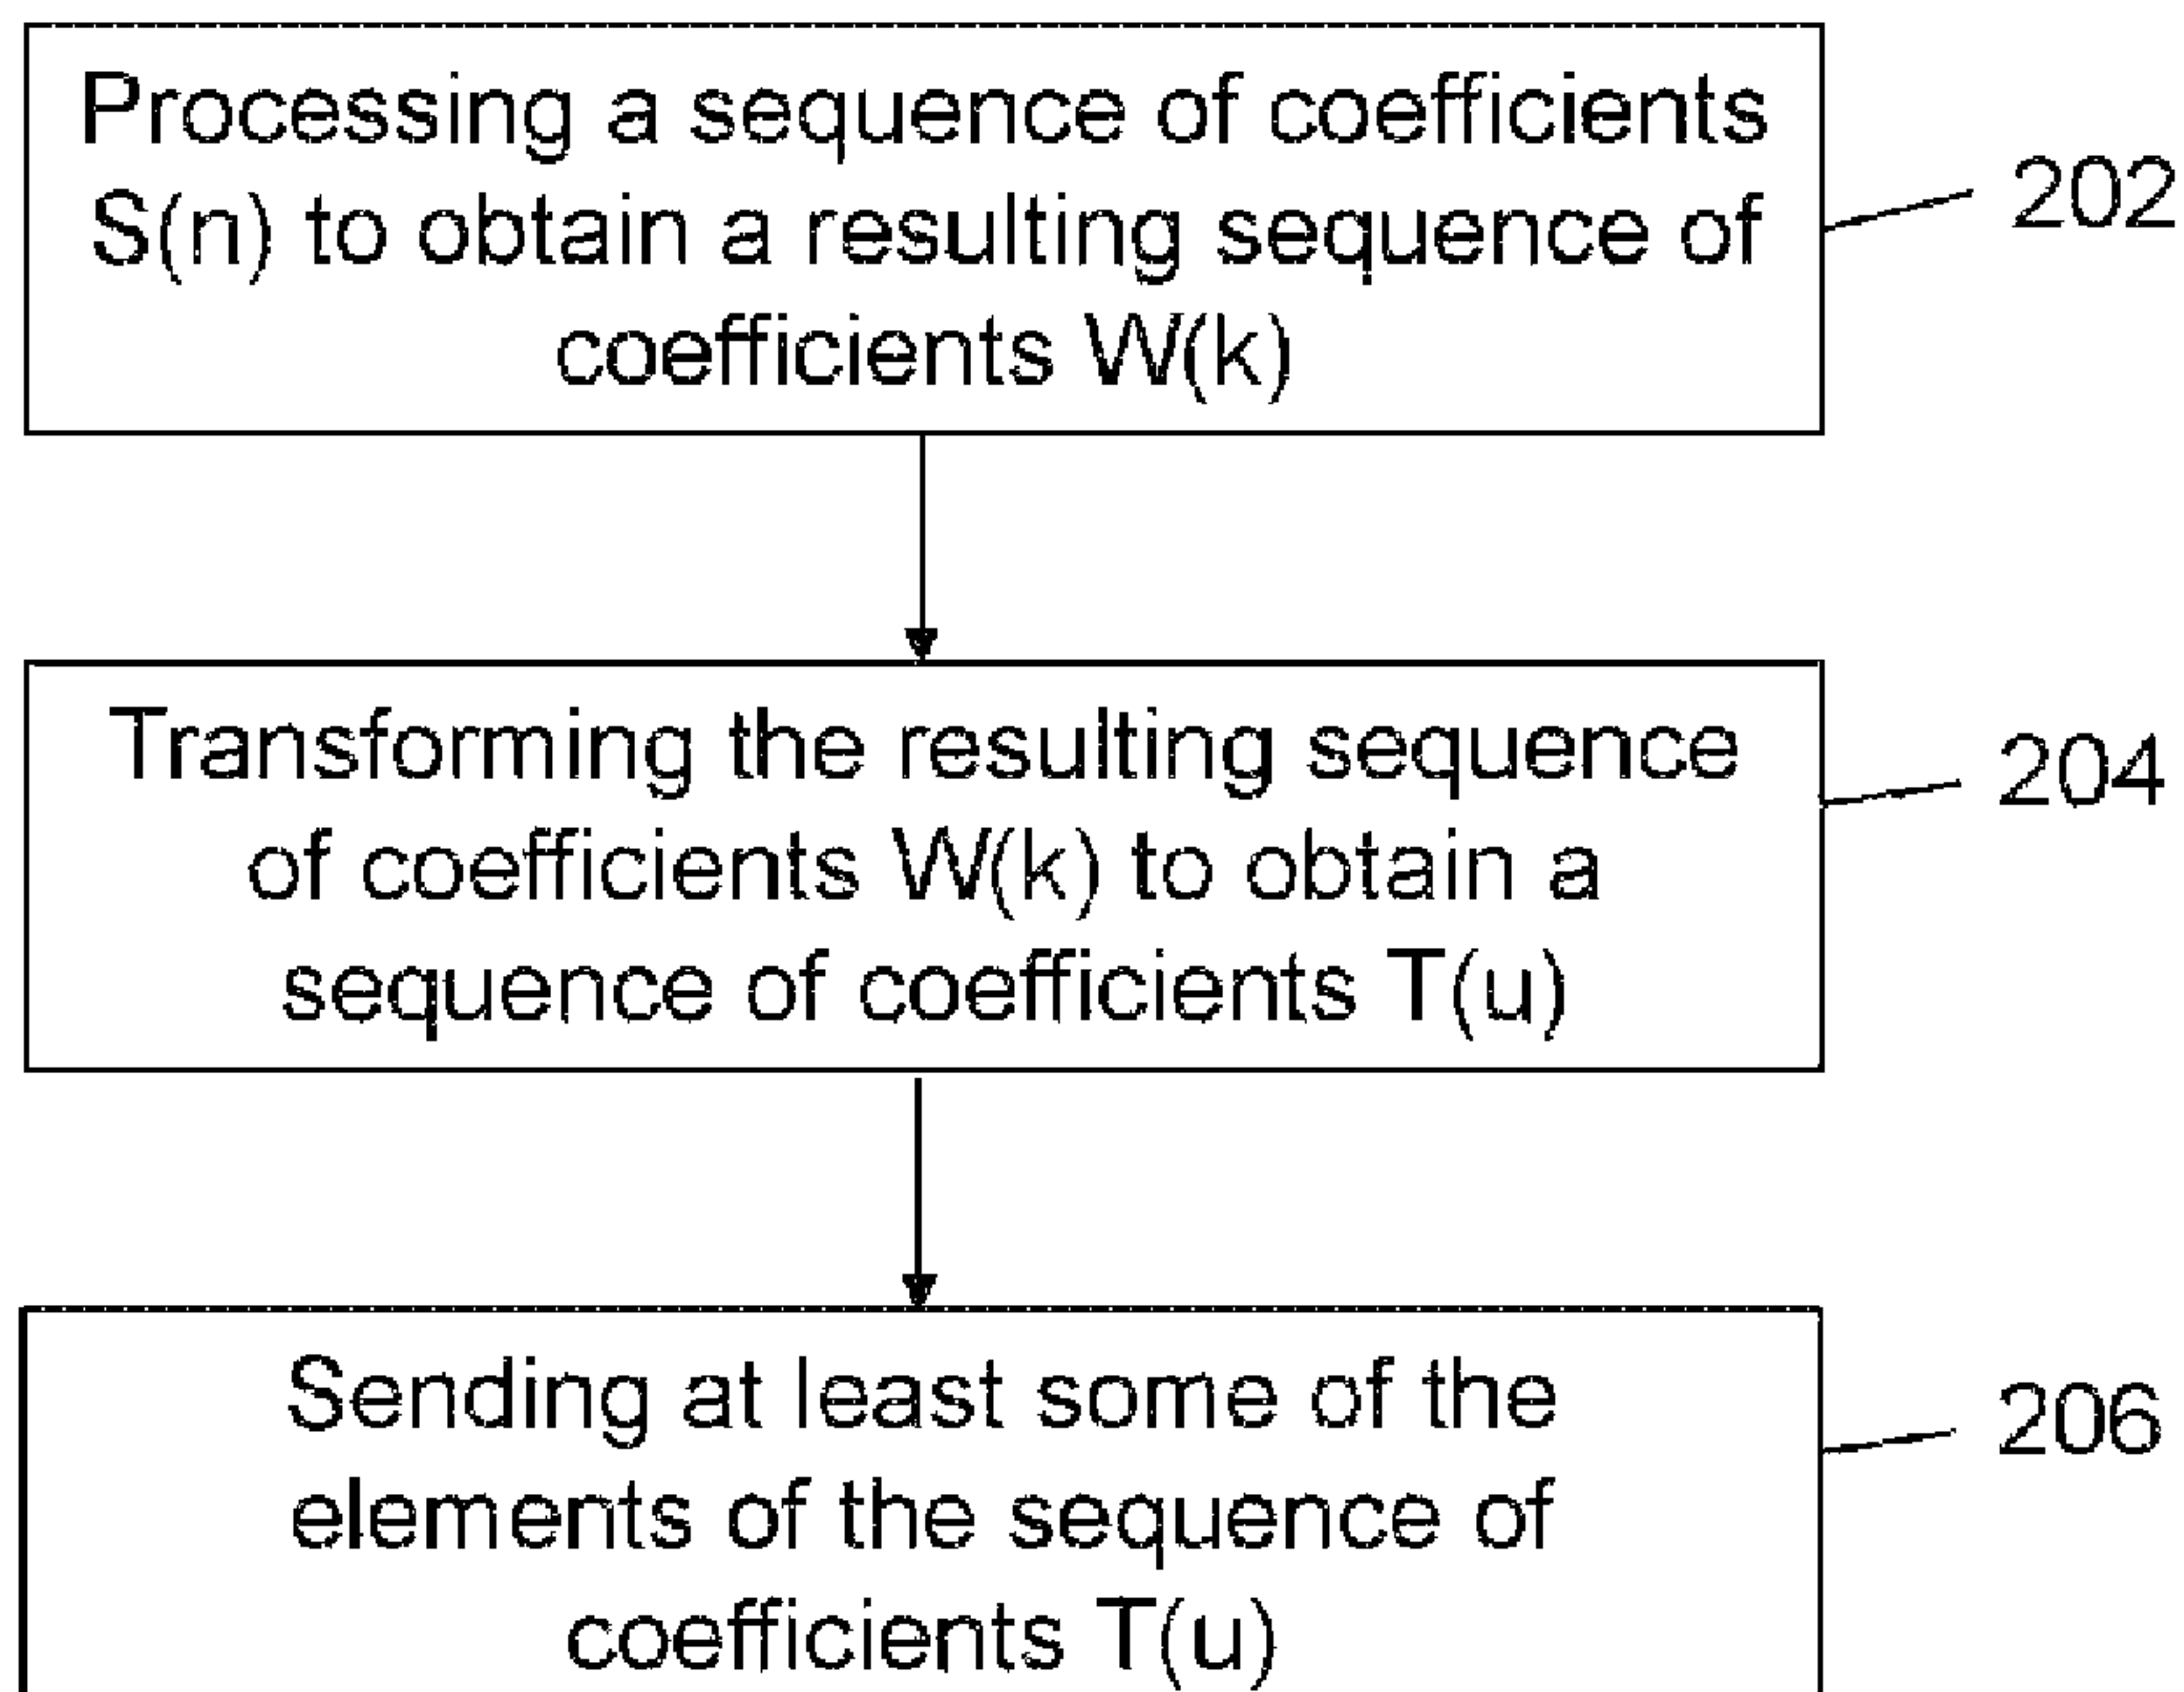 Processing a sequence of coefficients
S(n) to obtain a resulting sequence of
coefficients W(k)
202
Transforming the resulting sequence
of coefficients W(k) to obtain a
sequence of coefficients T(u)
204
Sending at least some of the
elements of the sequence of
coefficients T(u)
206